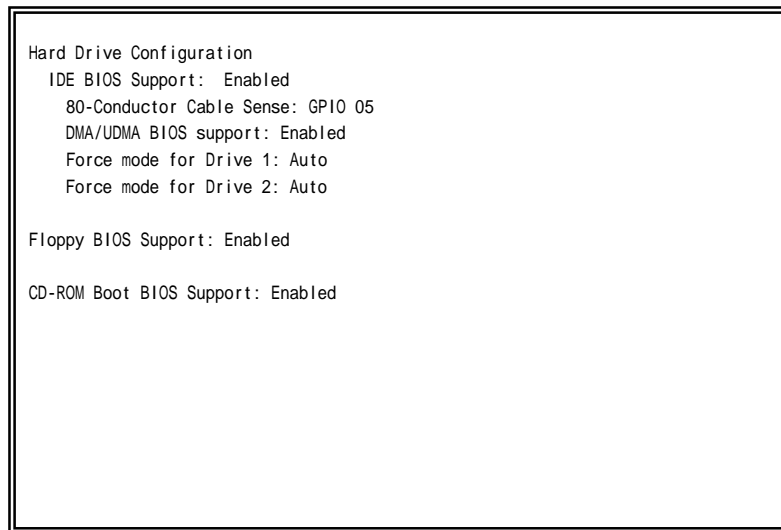 Hard Drive Configuration
IDE BIOS Support: Enabled
80-Conductor Cable Sense: GPIO 05
DMA/UDMA BIOS support: Enabled
Force mode for Drive 1: Auto
Force mode for Drive 2: Auto
Floppy BIOS Support: Enabled
CD-ROM Boot BIOS Support: Enabled